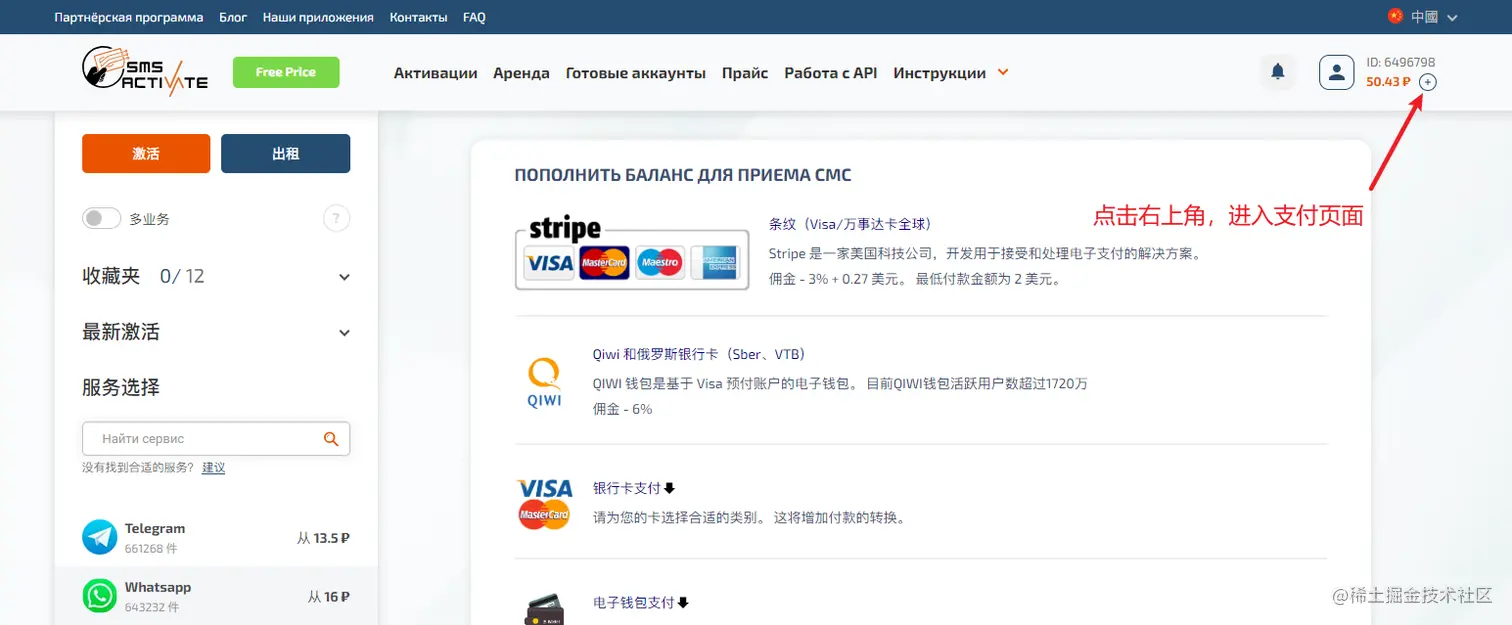 Партнёрская программа Блог Наши приложения Контакты FAQ 中國
SMS ACTIVATE
Free Price
Активации Аренда Готовые аккаунты Прайс Работа с API Инструкции
ID: 6496798
50.43 ₽ +
激活 出租
多业务 ?
收藏夹 0/ 12
最新激活
服务选择
Найти сервис
没有找到合适的服务? 建议
Telegram
661268 件
从 13.5 ₽
Whatsapp
643232 件
从 16 ₽
ПОПОЛНИТЬ БАЛАНС ДЛЯ ПРИЕМА СМС
点击右上角，进入支付页面
stripe
VISA MasterCard Maestro AMERICAN EXPRESS
条纹（Visa/万事达卡全球）
Stripe 是一家美国科技公司，开发用于接受和处理电子支付的解决方案。
佣金 - 3% + 0.27 美元。 最低付款金额为 2 美元。
QIWI
Qiwi 和俄罗斯银行卡（Sber、VTB）
QIWI 钱包是基于 Visa 预付账户的电子钱包。 目前QIWI钱包活跃用户数超过1720万
佣金 - 6%
VISA
MasterCard
银行卡支付🡇
请为您的卡选择合适的类别。 这将增加付款的转换。
电子钱包支付🡇
@稀土掘金技术社区